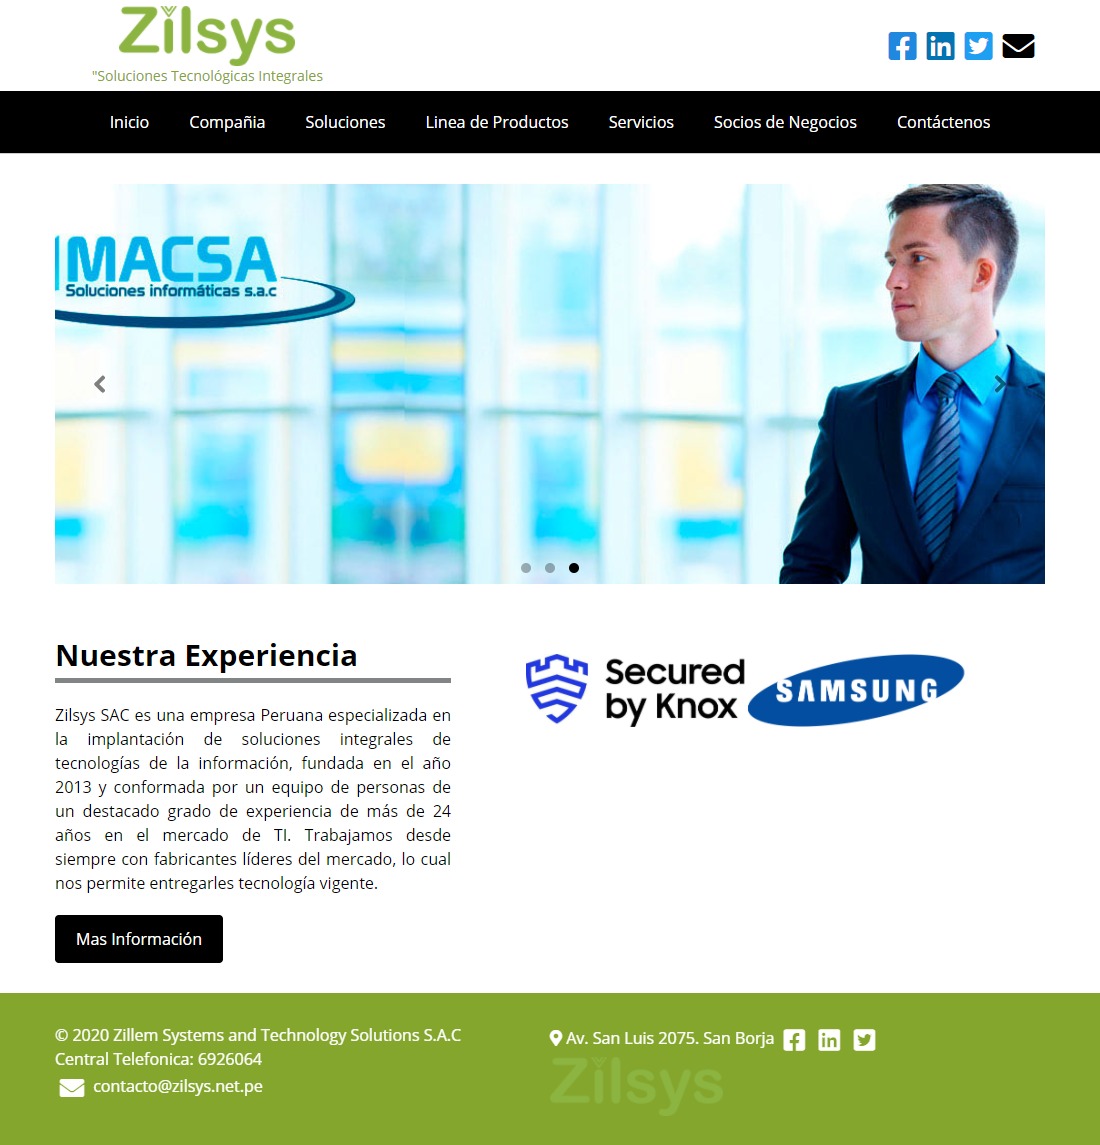 Zilsys
"Soluciones Tecnológicas Integrales
Inicio Compañia Soluciones Linea de Productos Servicios Socios de Negocios Contáctenos
MACSA
Soluciones informáticas s.a.c
Nuestra Experiencia
Zilsys SAC es una empresa Peruana especializada en
la implantación de soluciones integrales de
tecnologías de la información, fundada en el año
2013 y conformada por un equipo de personas de
un destacado grado de experiencia de más de 24
años en el mercado de TI. Trabajamos desde
siempre con fabricantes líderes del mercado, lo cual
nos permite entregarles tecnología vigente.
Mas Información
Secured
by Knox
SAMSUNG
© 2020 Zillem Systems and Technology Solutions S.A.C
Central Telefonica: 6926064
contacto@zilsys.net.pe
Av. San Luis 2075. San Borja
Zilsys